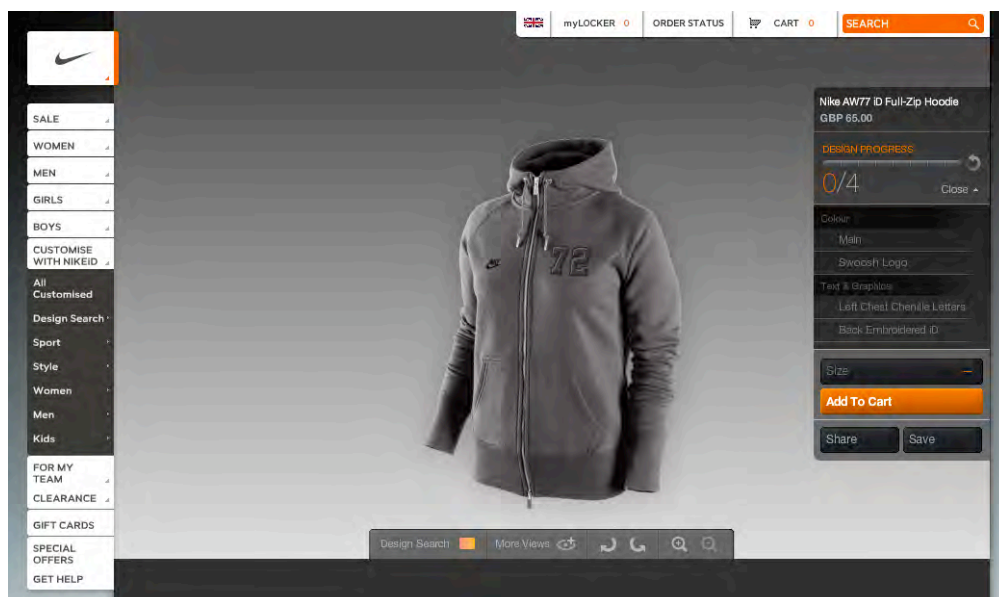 myLOCKER 0
ORDER STATUS
CART 0
SEARCH
SALE
WOMEN
MEN
GIRLS
BOYS
CUSTOMISE
WITH NIKEiD
All
Customised
Design Search
Sport
Style
Women
Men
Kids
FOR MY
TEAM
CLEARANCE
GIFT CARDS
SPECIAL
OFFERS
GET HELP
72
Nike AW77 iD Full-Zip Hoodie
GBP 65.00
DESIGN PROGRESS
0/4
Close
Colour
Main
Swoosh Logo
Text & Graphics
Left Chest Chenille Letters
Back Embroidered iD
Size
Add To Cart
Share
Save
Design Search
More Views